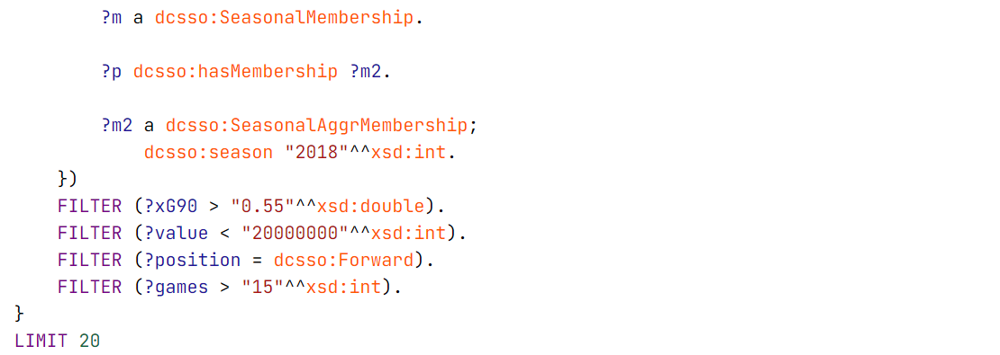 ?m a dcsso:SeasonalMembership.
?p dcsso:hasMembership ?m2.
?m2 a dcsso:SeasonalAggrMembership;
dcsso:season "2018"^^xsd:int.
})
FILTER (?xG90 > "0.55"^^xsd:double).
FILTER (?value < "20000000"^^xsd:int).
FILTER (?position = dcsso:Forward).
FILTER (?games > "15"^^xsd:int).
}
LIMIT 20